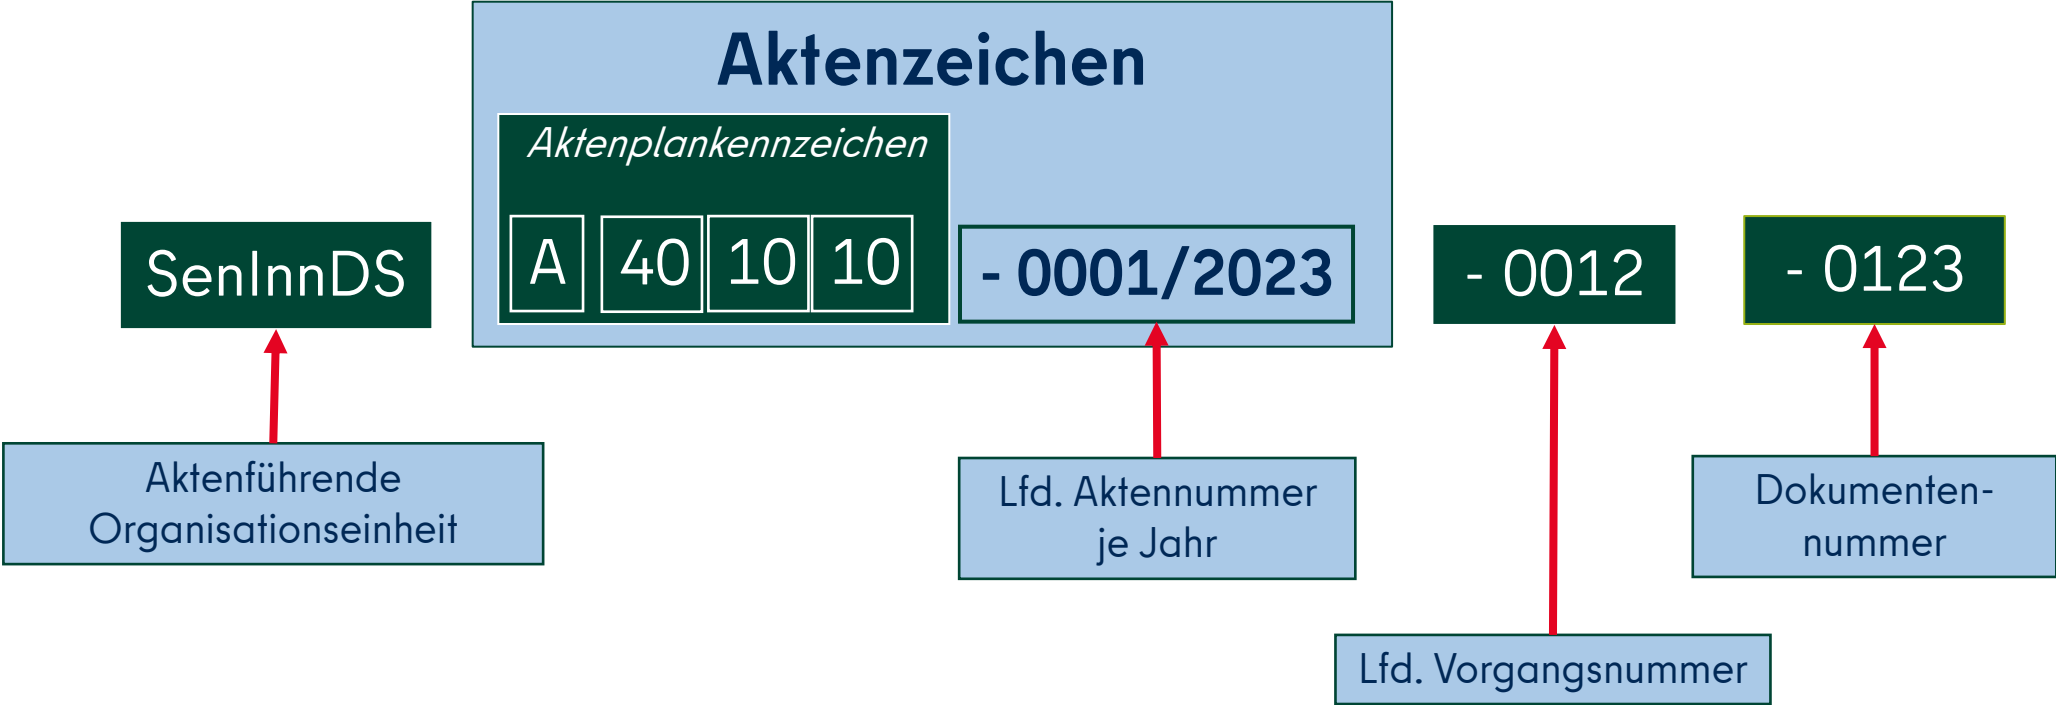 Aktenzeichen
Aktenplankennzeichen
SenInnDS A 40 10 10 - 0001/2023 - 0012 - 0123
Aktenführende
Organisationseinheit
Lfd. Aktennummer
je Jahr
Dokumenten-
nummer
Lfd. Vorgangsnummer